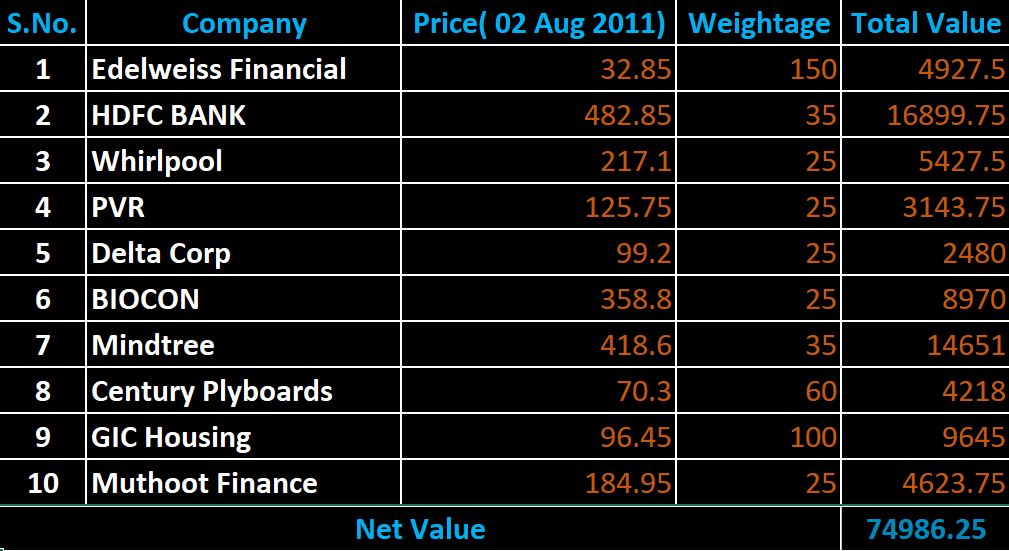 S.No. Company Price( 02 Aug 2011) Weightage Total Value
1 Edelweiss Financial 32.85 150 4927.5
2 HDFC BANK 482.85 35 16899.75
3 Whirlpool 217.1 25 5427.5
4 PVR 125.75 25 3143.75
5 Delta Corp 99.2 25 2480
6 BIOCON 358.8 25 8970
7 Mindtree 418.6 35 14651
8 Century Plyboards 70.3 60 4218
9 GIC Housing 96.45 100 9645
10 Muthoot Finance 184.95 25 4623.75
Net Value 74986.25